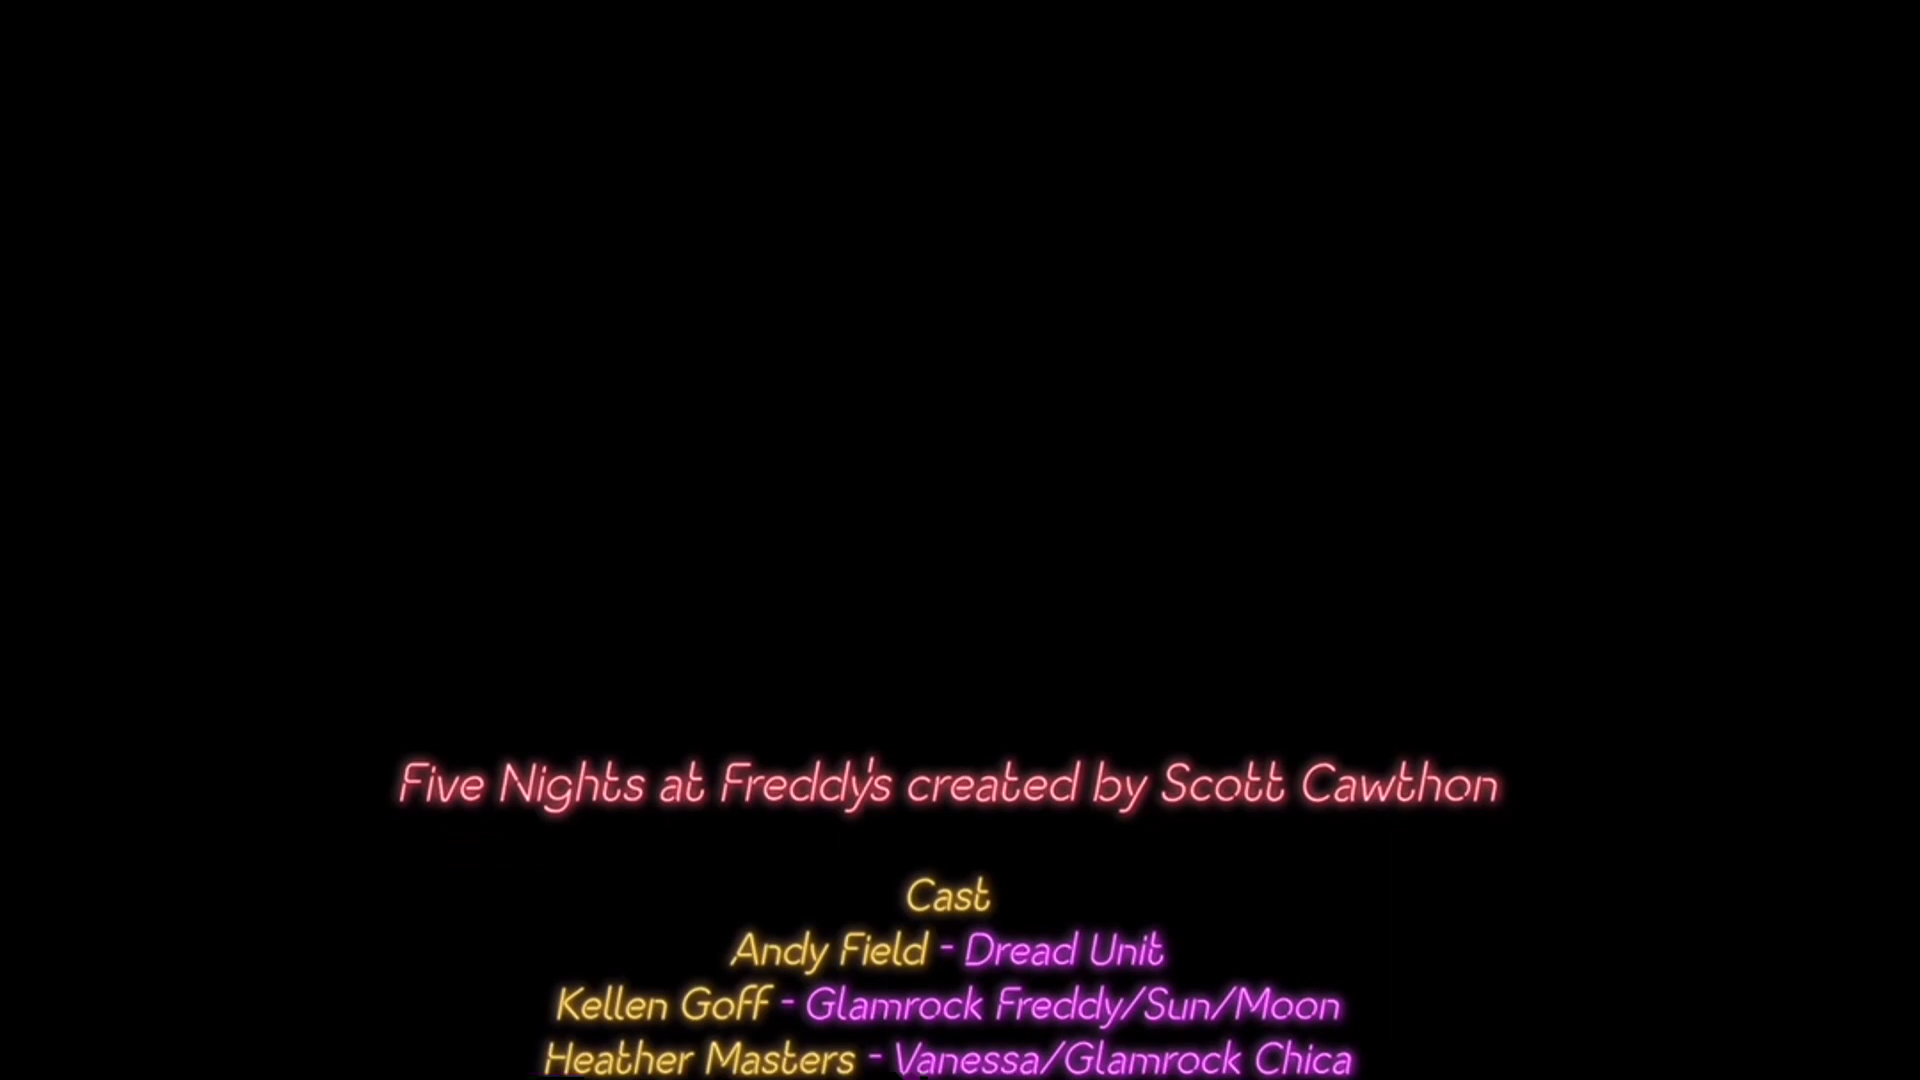 Five Nights at Freddy's created by Scott Cawthon
Cast
Andy Field - Dread Unit
Kellen Goff - Glamrock Freddy/Sun/Moon
Heather Masters - Vanessa/Glamrock Chica